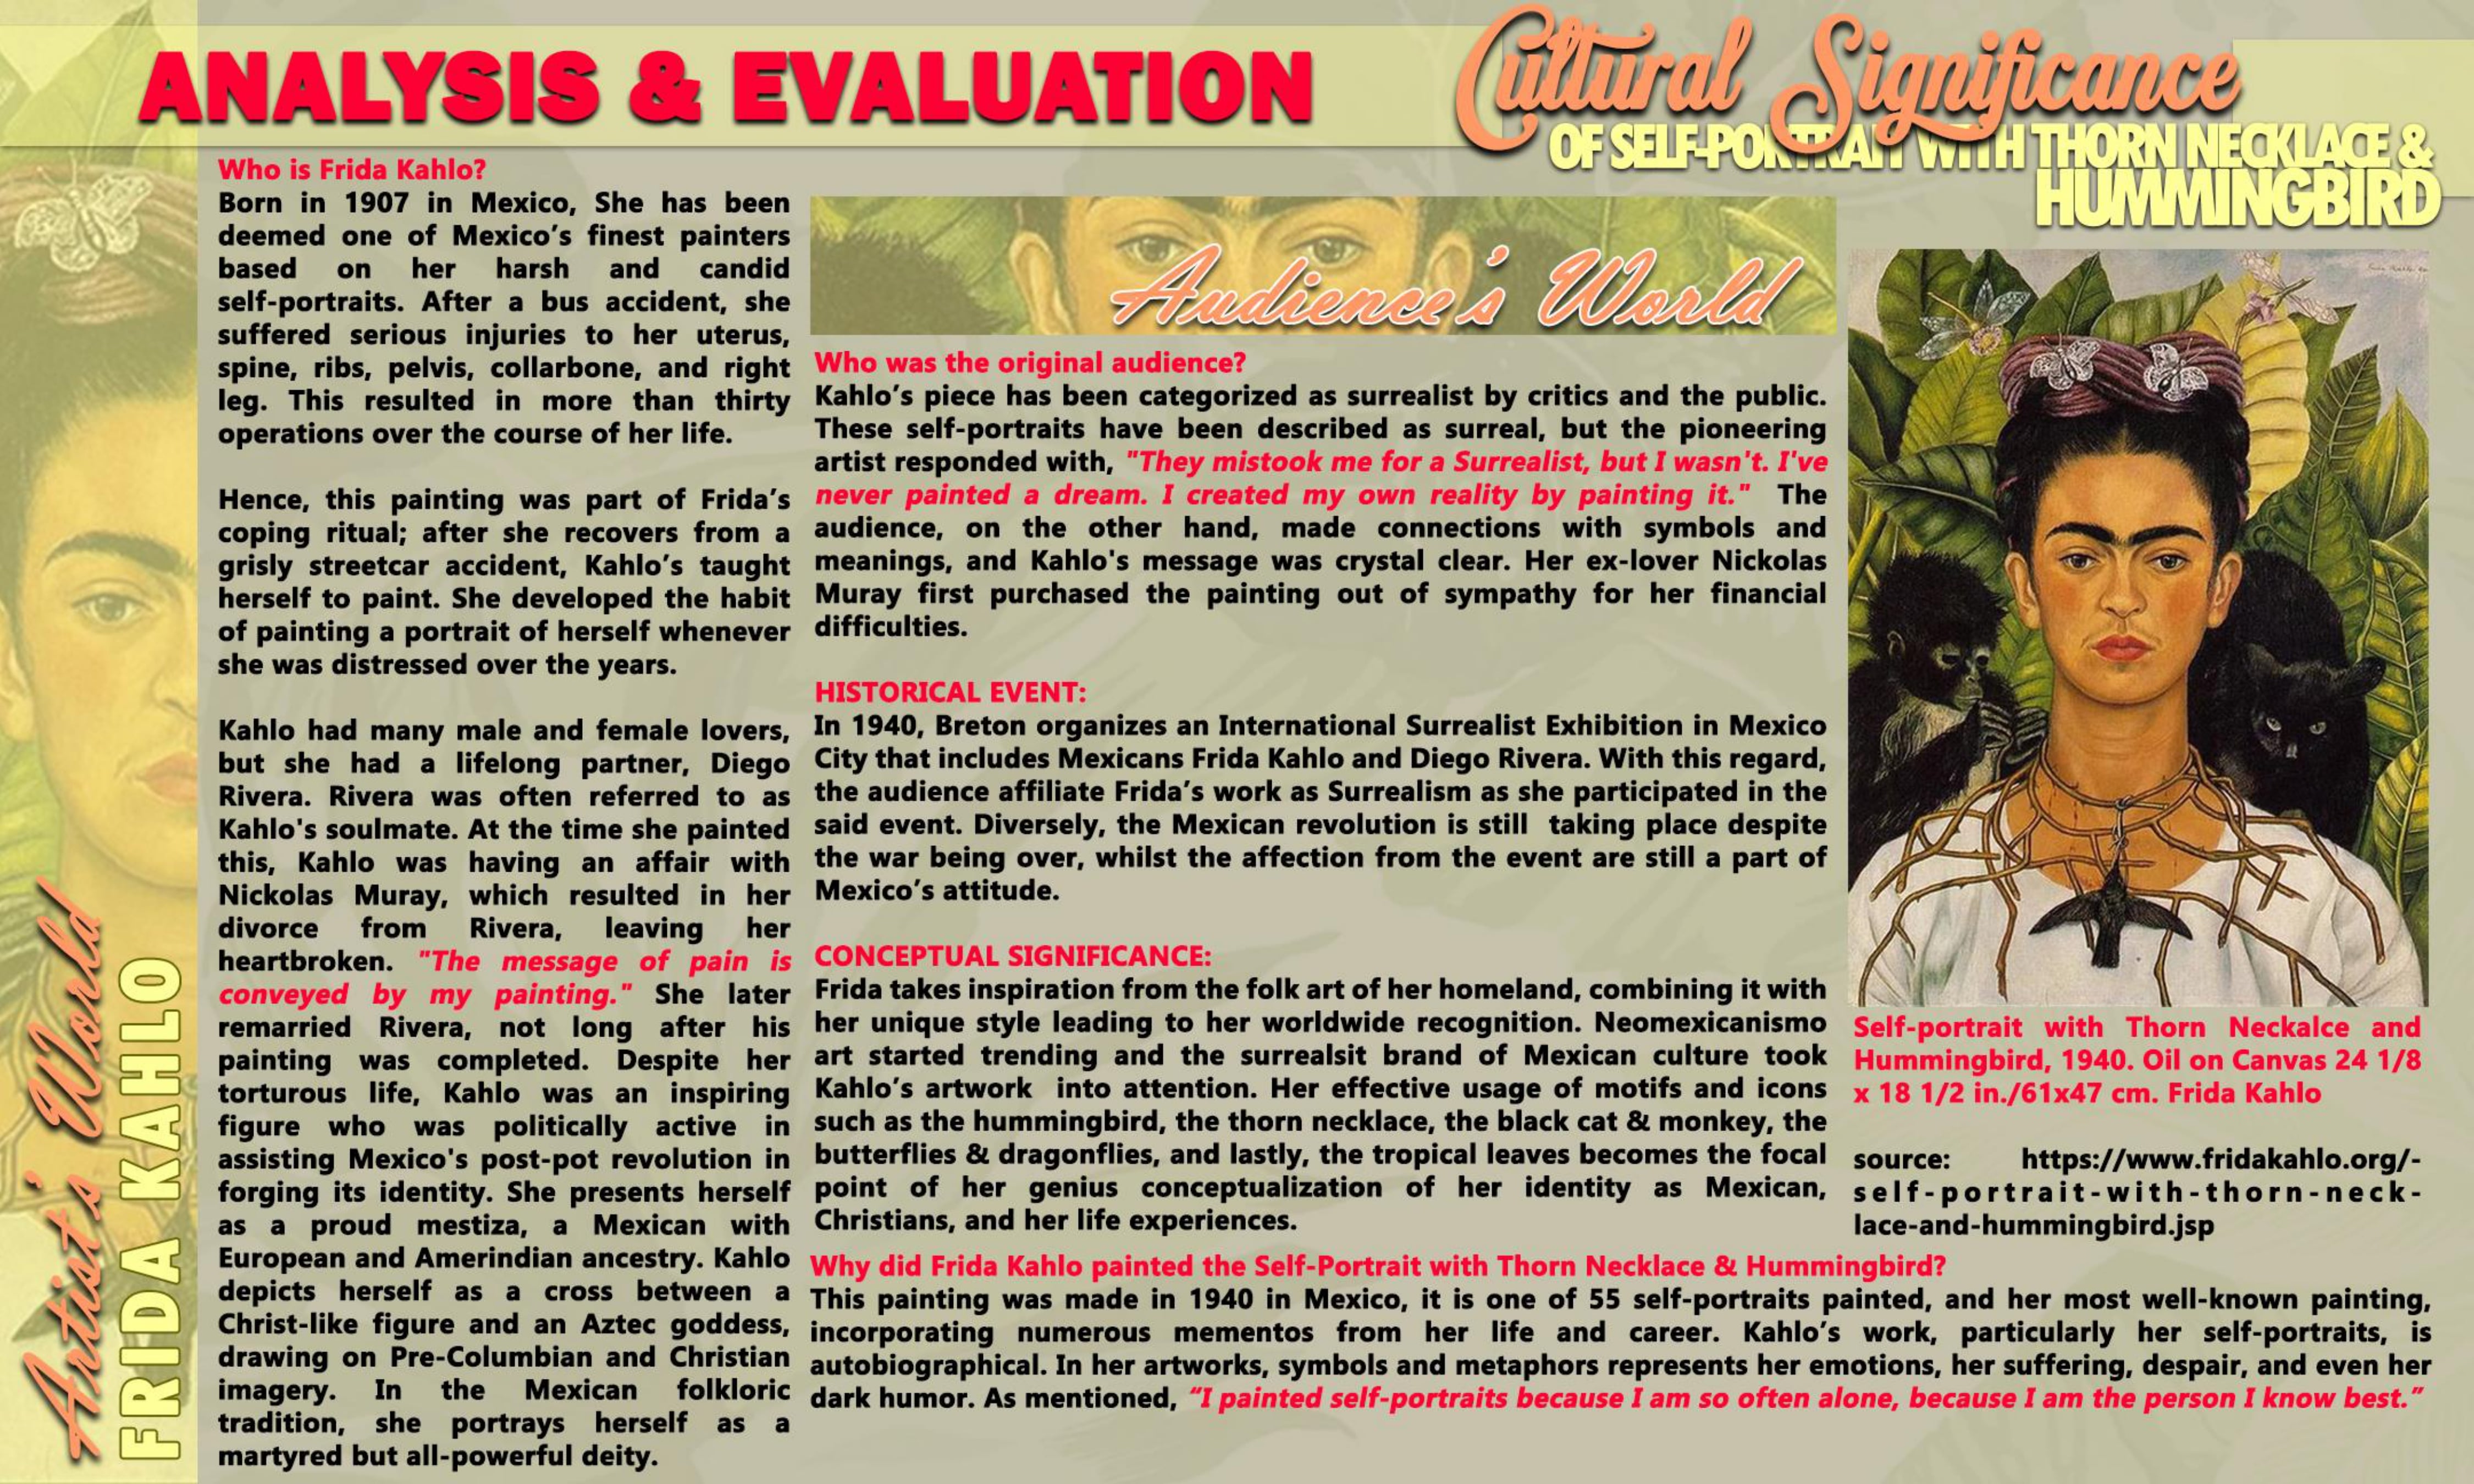 ANALYSIS & EVALUATION
Cultural Significance
OF SELF-PORTRAIT WITH THORN NECKLACE &
HUMMINGBIRD
Artist's World
FRIDA KAHLO
Who is Frida Kahlo?
Born in 1907 in Mexico, She has been
deemed one of Mexico's finest painters
based on her harsh and candid
self-portraits. After a bus accident, she
suffered serious injuries to her uterus,
spine, ribs, pelvis, collarbone, and right
leg. This resulted in more than thirty
operations over the course of her life.
Hence, this painting was part of Frida's
coping ritual; after she recovers from a
grisly streetcar accident, Kahlo's taught
herself to paint. She developed the habit
of painting a portrait of herself whenever
she was distressed over the years.
Kahlo had many male and female lovers,
but she had a lifelong partner, Diego
Rivera. Rivera was often referred to as
Kahlo's soulmate. At the time she painted
this, Kahlo was having an affair with
Nickolas Muray, which resulted in her
divorce from Rivera, leaving her
heartbroken. "The message of pain is
conveyed by my painting." She later
remarried Rivera, not long after his
painting was completed. Despite her
torturous life, Kahlo was an inspiring
figure who was politically active in
assisting Mexico's post-pot revolution in
forging its identity. She presents herself
as a proud mestiza, a Mexican with
European and Amerindian ancestry. Kahlo
depicts herself as a cross between a
Christ-like figure and an Aztec goddess,
drawing on Pre-Columbian and Christian
imagery. In the Mexican folkloric
tradition, she portrays herself as a
martyred but all-powerful deity.
Audience's World
Who was the original audience?
Kahlo's piece has been categorized as surrealist by critics and the public.
These self-portraits have been described as surreal, but the pioneering
artist responded with, "They mistook me for a Surrealist, but I wasn't. I've
never painted a dream. I created my own reality by painting it." The
audience, on the other hand, made connections with symbols and
meanings, and Kahlo's message was crystal clear. Her ex-lover Nickolas
Muray first purchased the painting out of sympathy for her financial
difficulties.
HISTORICAL EVENT:
In 1940, Breton organizes an International Surrealist Exhibition in Mexico
City that includes Mexicans Frida Kahlo and Diego Rivera. With this regard,
the audience affiliate Frida's work as Surrealism as she participated in the
said event. Diversely, the Mexican revolution is still taking place despite
the war being over, whilst the affection from the event are still a part of
Mexico's attitude.
CONCEPTUAL SIGNIFICANCE:
Frida takes inspiration from the folk art of her homeland, combining it with
her unique style leading to her worldwide recognition. Neomexicanismo
art started trending and the surrealsit brand of Mexican culture took
Kahlo's artwork into attention. Her effective usage of motifs and icons
such as the hummingbird, the thorn necklace, the black cat & monkey, the
butterflies & dragonflies, and lastly, the tropical leaves becomes the focal
point of her genius conceptualization of her identity as Mexican,
Christians, and her life experiences.
Self-portrait with Thorn Neckalce and
Hummingbird, 1940. Oil on Canvas 24 1/8
x 18 1/2 in./61x47 cm. Frida Kahlo
source: https://www.fridakahlo.org/-
self-portrait-with-thorn-neck-
lace-and-hummingbird.jsp
Why did Frida Kahlo painted the Self-Portrait with Thorn Necklace & Hummingbird?
This painting was made in 1940 in Mexico, it is one of 55 self-portraits painted, and her most well-known painting,
incorporating numerous mementos from her life and career. Kahlo's work, particularly her self-portraits, is
autobiographical. In her artworks, symbols and metaphors represents her emotions, her suffering, despair, and even her
dark humor. As mentioned, "I painted self-portraits because I am so often alone, because I am the person I know best."